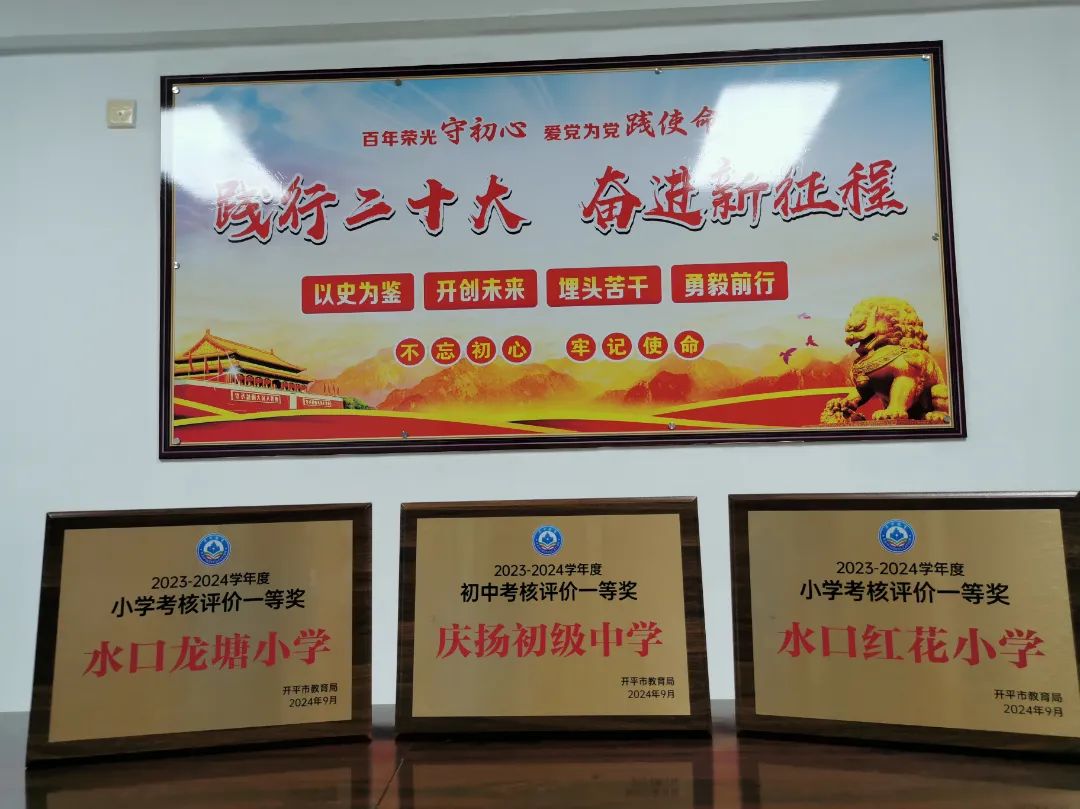 百年荣光守初心 爱党为党践使命
践行二十大 奋进新征程
以史为鉴 开创未来 埋头苦干 勇毅前行
不忘初心 牢记使命
2023-2024学年度
小学考核评价一等奖
水口龙塘小学
开平市教育局
2024年9月
2023-2024学年度
初中考核评价一等奖
庆扬初级中学
开平市教育局
2024年9月
2023-2024学年度
小学考核评价一等奖
水口红花小学
开平市教育局
2024年9月